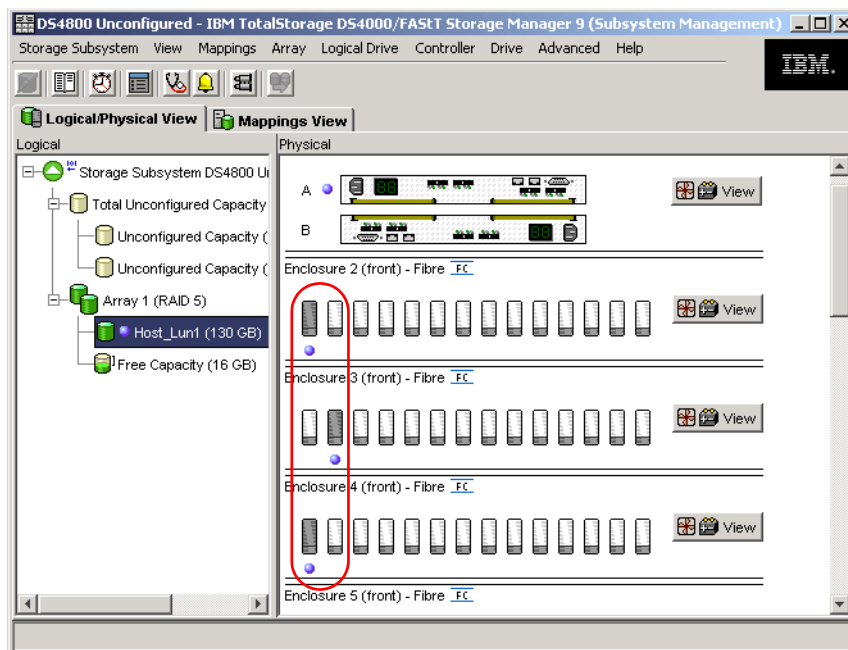 DS4800 Unconfigured - IBM TotalStorage DS4000/FAStT Storage Manager 9 (Subsystem Management)
Storage Subsystem View Mappings Array Logical Drive Controller Drive Advanced Help
IBM.
Logical/Physical View Mappings View
Logical
Physical
Storage Subsystem DS4800 U
Total Unconfigured Capacity
Unconfigured Capacity (
Unconfigured Capacity (
Array 1 (RAID 5)
Host_Lun1 (130 GB)
Free Capacity (16 GB)
A
View
B
Enclosure 2 (front) - Fibre FC
View
Enclosure 3 (front) - Fibre FC
View
Enclosure 4 (front) - Fibre FC
View
Enclosure 5 (front) - Fibre FC